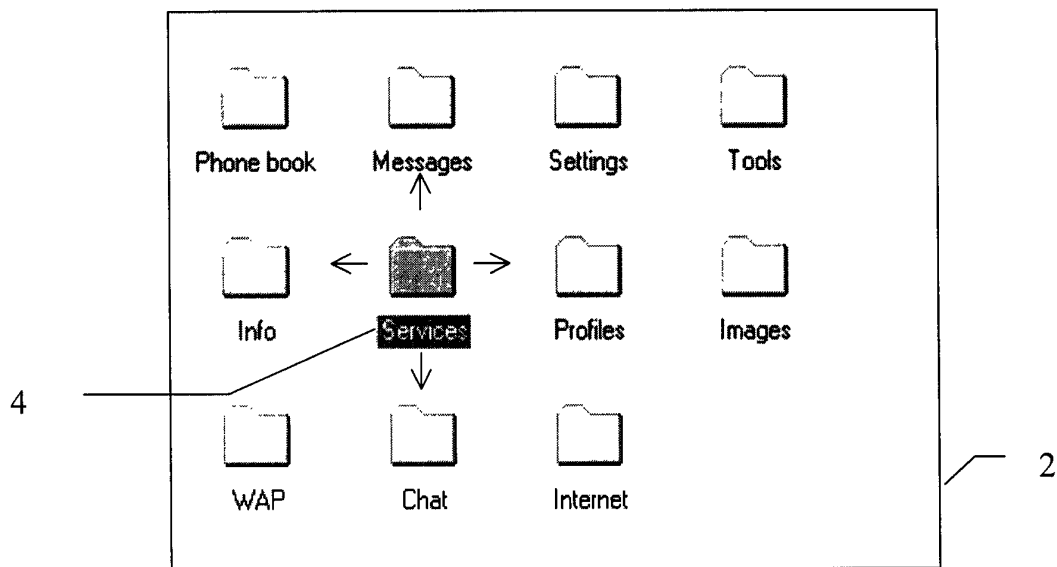 Phone book Messages Settings Tools
Info Services Profiles Images
4
2
WAP Chat Internet